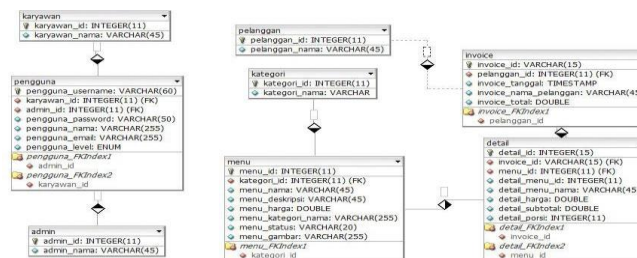 karyawan
karyawan_id: INTEGER(11)
karyawan_nama: VARCHAR(45)
pengguna
pengguna_username: VARCHAR(60)
karyawan_id: INTEGER(11) (FK)
admin_id: INTEGER(11) (FK)
pengguna_password: VARCHAR(50)
pengguna_nama: VARCHAR(255)
pengguna_email: VARCHAR(255)
pengguna_level: ENUM
pengguna_FKIndex1
admin_id
pengguna_FKIndex2
karyawan_id
admin
admin_id: INTEGER(11)
admin_nama: VARCHAR(45)
pelanggan
pelanggan_id: INTEGER(11)
pelanggan_nama: VARCHAR(45)
kategori
kategori_id: INTEGER(11)
kategori_nama: VARCHAR
menu
menu_id: INTEGER(11)
kategori_id: INTEGER(11) (FK)
menu_nama: VARCHAR(45)
menu_deskripsi: VARCHAR(45)
menu_harga: DOUBLE
menu_kategori_nama: VARCHAR(255)
menu_status: VARCHAR(20)
menu_gambar: VARCHAR(255)
menu_FKIndex1
kategori_id
invoice
invoice_id: VARCHAR(15)
pelanggan_id: INTEGER(11) (FK)
invoice_tanggal: TIMESTAMP
invoice_nama_pelanggan: VARCHAR(45
invoice_total: DOUBLE
invoice_FKIndex1
pelanggan_id
detail
detail_id: INTEGER(15)
invoice_id: VARCHAR(15) (FK)
menu_id: INTEGER(11) (FK)
detail_menu_id: INTEGER(11)
detail_menu_nama: VARCHAR(45)
detail_harga: DOUBLE
detail_subtotal: DOUBLE
detail_porsi: INTEGER(11)
detail_FKIndex1
invoice_id
detail_FKIndex2
menu_id